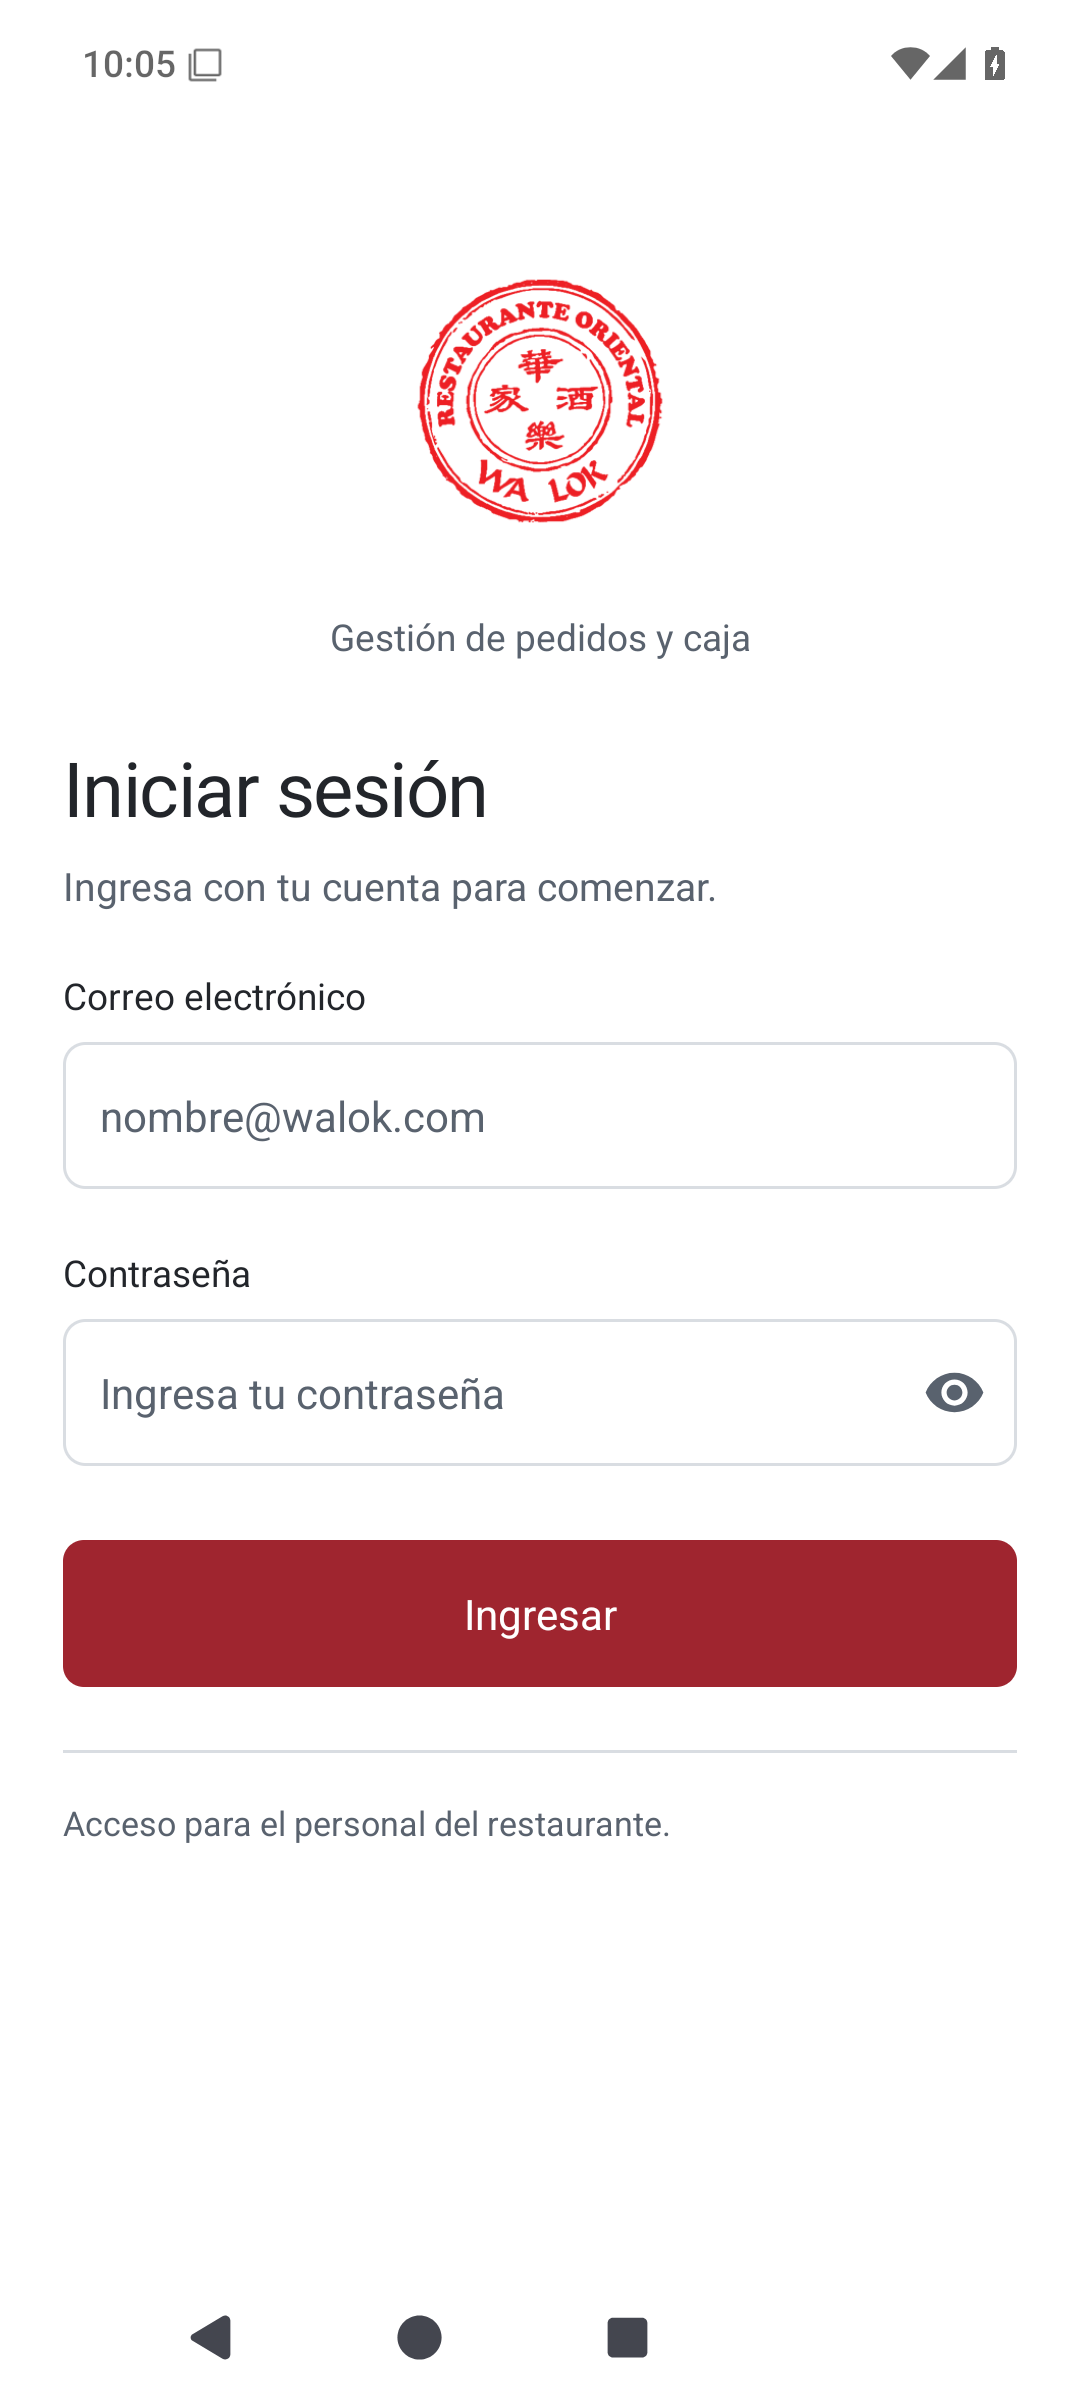 10:05
RESTAURANTE ORIENTAL
華
家 酒
樂
WA LOK
Gestión de pedidos y caja
Iniciar sesión
Ingresa con tu cuenta para comenzar.
Correo electrónico
nombre@walok.com
Contraseña
Ingresa tu contraseña
Ingresar
Acceso para el personal del restaurante.